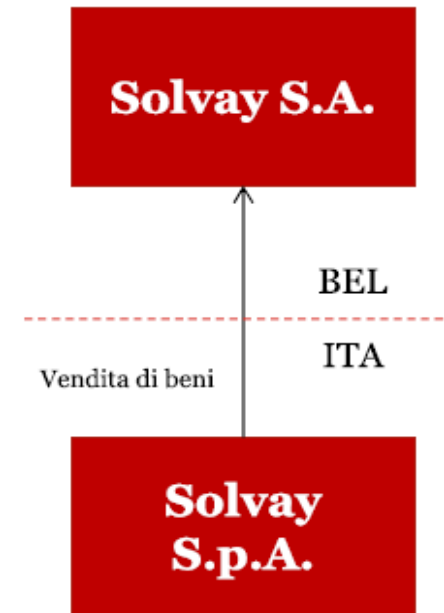 Solvay S.A.
BEL
ITA
Vendita di beni
Solvay
S.p.A.